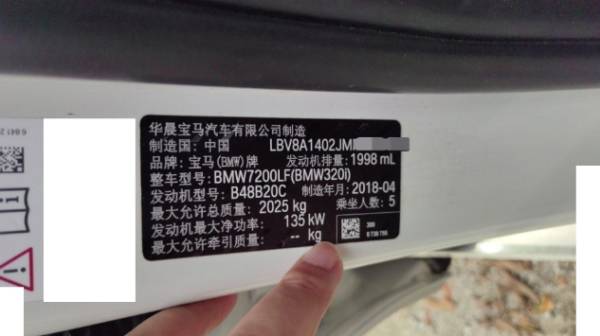 华晨宝马汽车有限公司制造
制造国：中国 LBV8A1402JM
品牌：宝马(BMW)牌 发动机排量：1998 mL
整车型号：BMW7200LF(BMW320i)
发动机型号：B48B20C 制造年月：2018-04
最大允许总质量：2025 kg 乘坐人数：5
发动机最大净功率：135 kW
最大允许牵引质量：-- kg